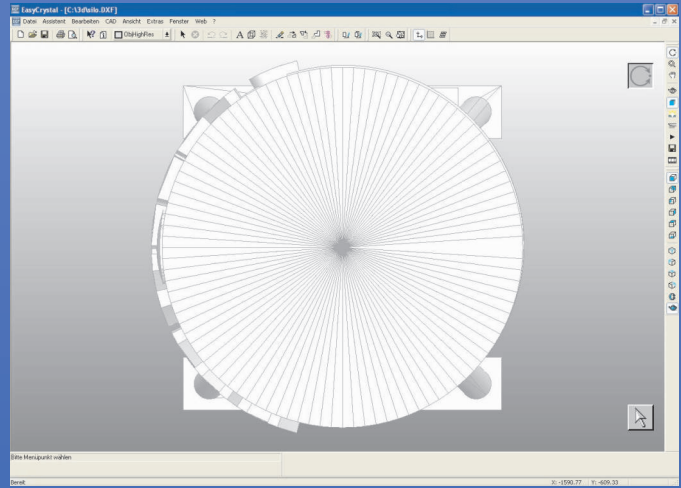 EasyCrystal - [C:\3d\silo.DXF]
Datei Assistent Bearbeiten CAD Ansicht Extras Fenster Web ?
ObsHighRes
Bitte Menüpunkt wählen
Bereit
X: -1590.77 Y: -609.33